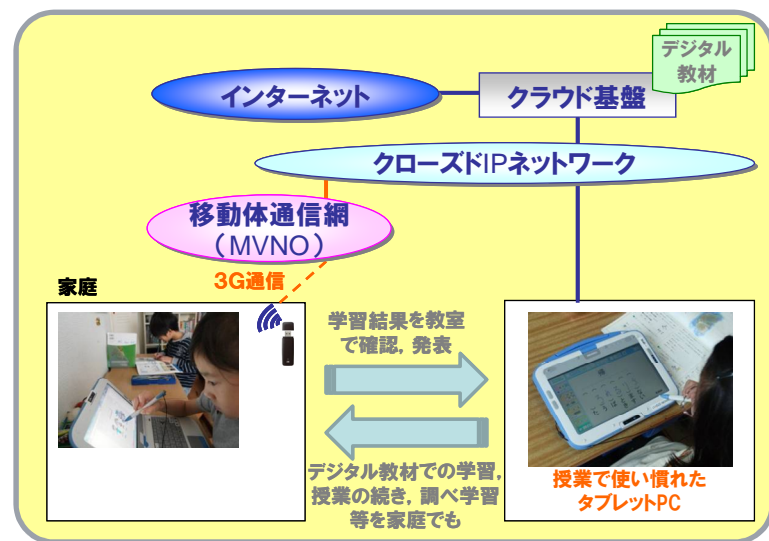 デジタル
教材
インターネット
クラウド基盤
クローズドIPネットワーク
移動体通信網
（MVNO）
3G通信
家庭
学習結果を教室
で確認，発表
デジタル教材での学習，
授業の続き，調べ学習
等を家庭でも
授業で使い慣れた
タブレットPC